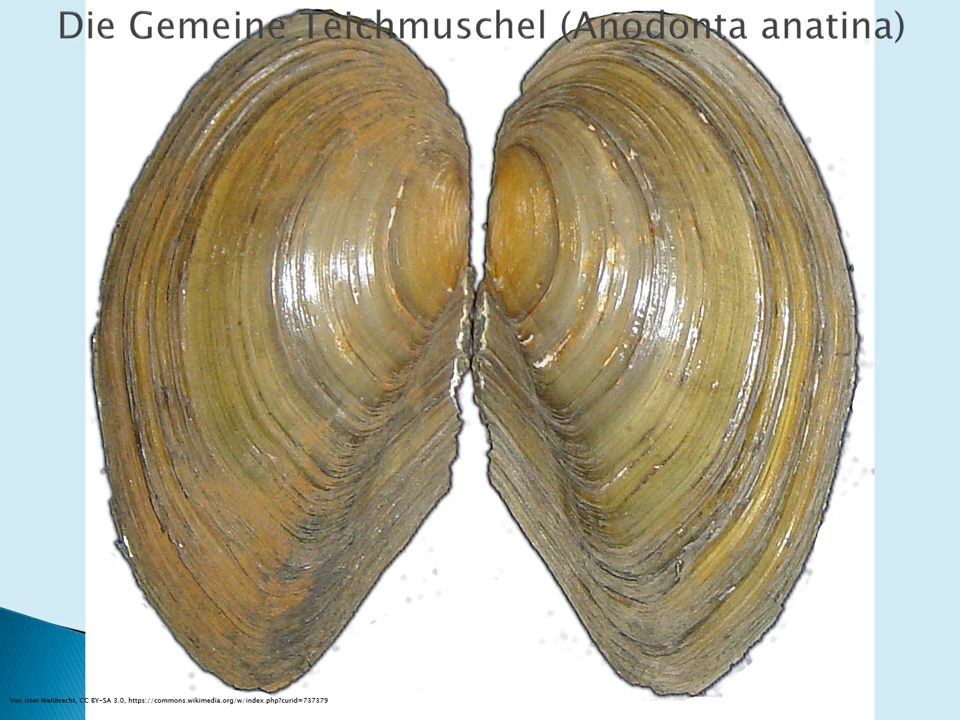 Die Gemeine Teichmuschel (Anodonta anatina)
Von User:Weitbrecht, CC BY-SA 3.0, https://commons.wikimedia.org/w/index.php?curid=737379